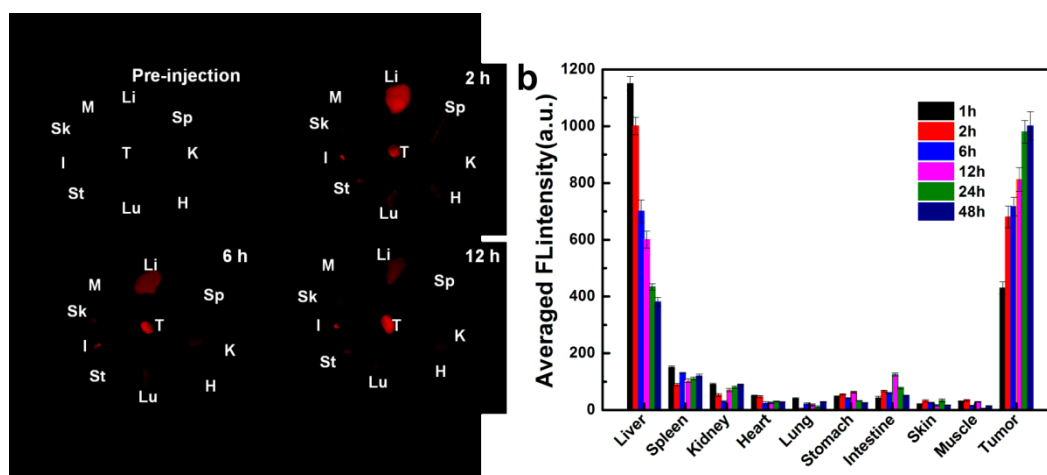 Pre-injection
Li
M
Sk
Sp
T
K
I
St
Lu
H
2 h
Li
M
Sp
Sk
I
T
K
St
H
Lu
6 h
Li
M
Sp
Sk
T
I
K
St
H
Lu
12 h
Li
M
Sp
Sk
I
T
K
St
H
Lu
b
Averaged FLintensity(a.u.)
1200
1000
800
600
400
200
0
1h
2h
6h
12h
24h
48h
Liver
Spleen
Kidney
Heart
Lung
Stomach
Intestine
Skin
Muscle
Tumor